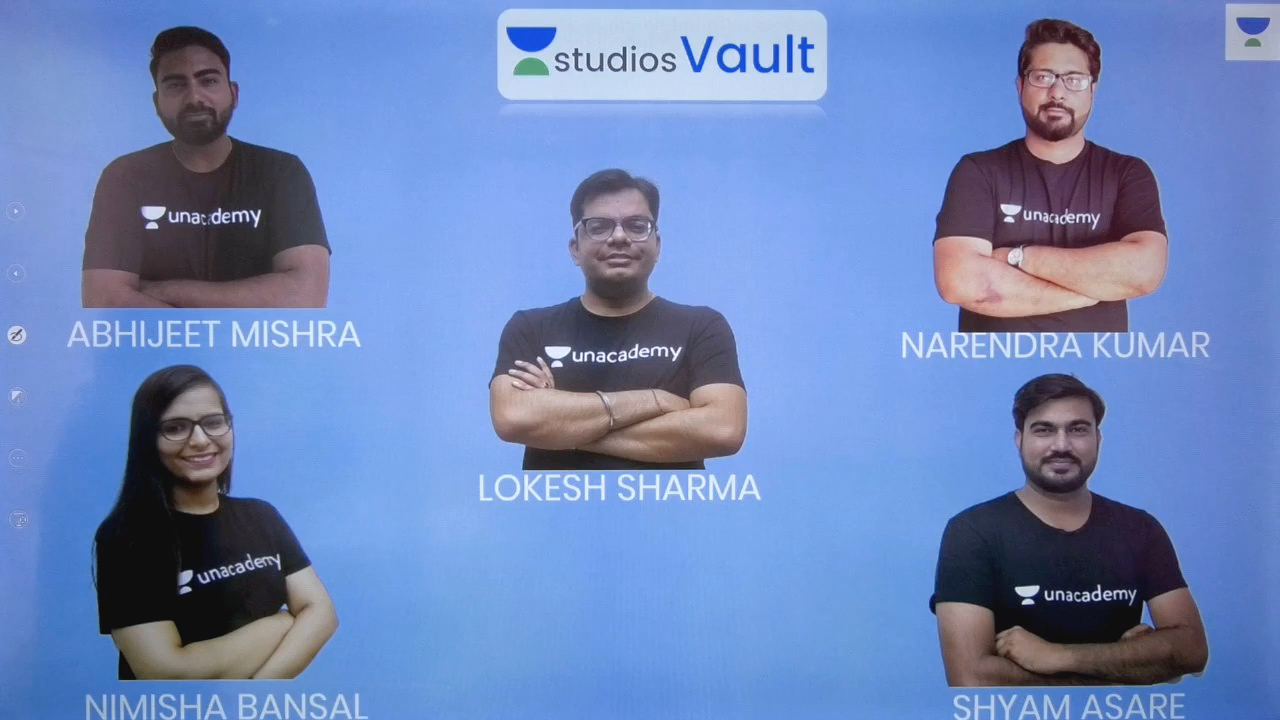 studios Vault
unacademy
unacademy
unacademy
ABHIJEET MISHRA
NARENDRA KUMAR
LOKESH SHARMA
unacademy
unacademy
NIMISHA BANSAL
SHYAM ASARE